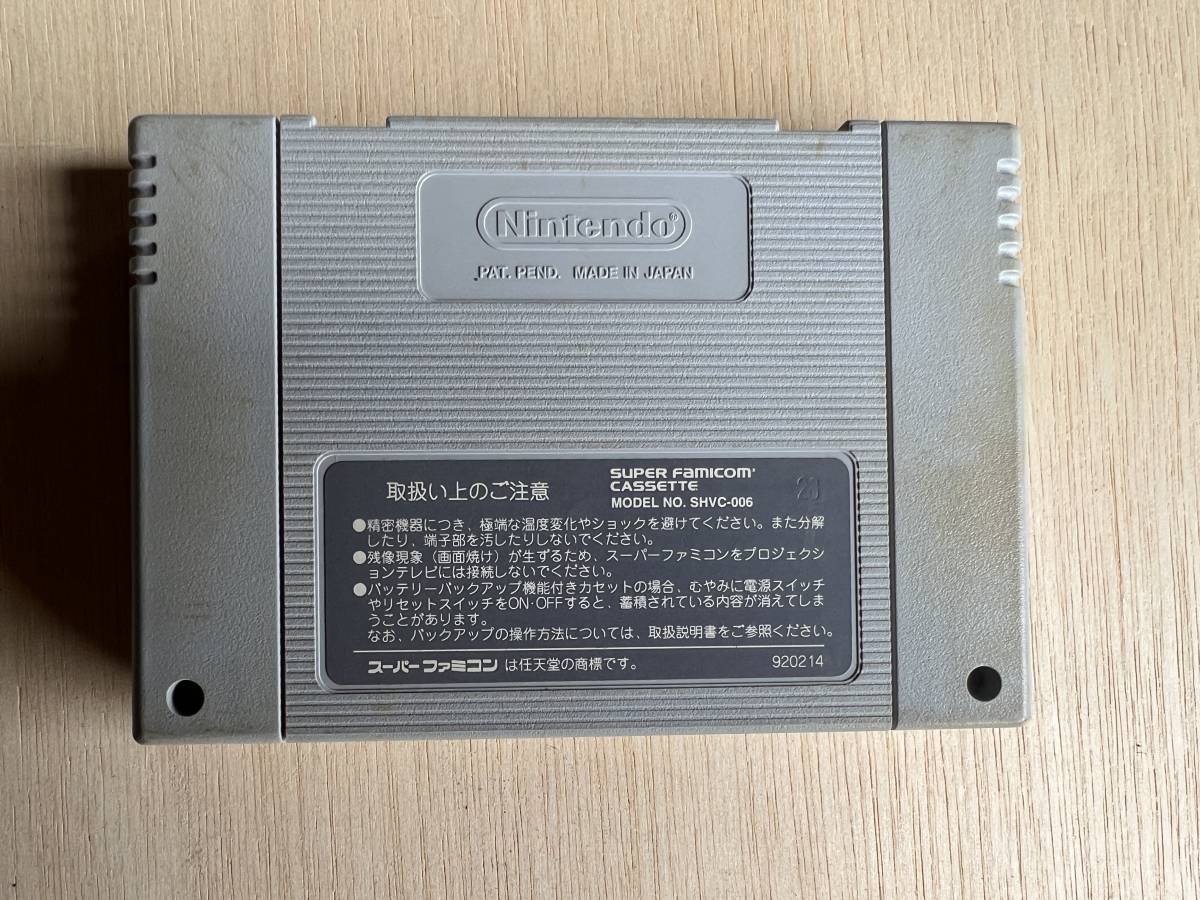 Nintendo®
PAT. PEND. MADE IN JAPAN
取扱い上のご注意
SUPER FAMICOM
CASSETTE
MODEL NO. SHVC-006
●精密機器につき、極端な温度変化やショックを避けてください。また分解
したり、端子部を汚したりしないでください。
●残像現象（画面焼け）が生ずるため、スーパーファミコンをプロジェクシ
ョンテレビには接続しないでください。
●バッテリーバックアップ機能付きカセットの場合、むやみに電源スイッチ
やリセットスイッチをON・OFFすると、蓄積されている内容が消えてしま
うことがあります。
なお、バックアップの操作方法については、取扱説明書をご参照ください。
スーパーファミコン は任天堂の商標です。
920214